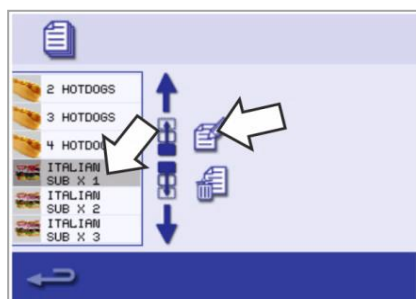 2 HOTDOGS
3 HOTDOGS
4 HOTDO
ITALIAN
SUB X 1
ITALIAN
SUB X 2
ITALIAN
SUB X 3